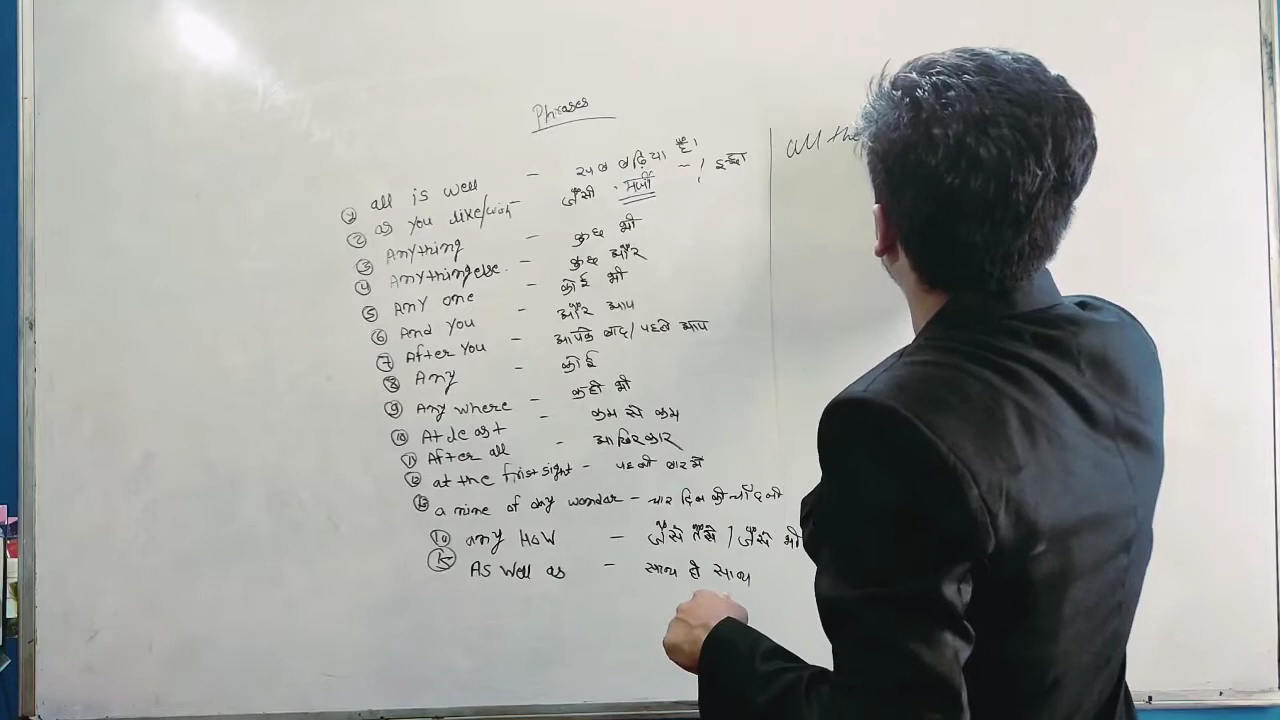 Phrases
① all is well - सब बढ़िया है।
② as you like/wish - जैसी मर्जी - / इच्छा
③ Anything - कुछ भी
④ Anything else. - कुछ और
⑤ Any one - कोई भी
⑥ And you - और आप
⑦ After you - आपके बाद/पहले आप
⑧ Any - कोई
⑨ Any where - कही भी
⑩ At least - कम से कम
⑪ After all - आखिरकार
⑫ at the first sight - पहली बार में
⑬ a nine of any wonder - चार दिन की चाँदनी
any How - जैसे तैसे / जैसे भी
⑮ As well as - साथ ही साथ
all the